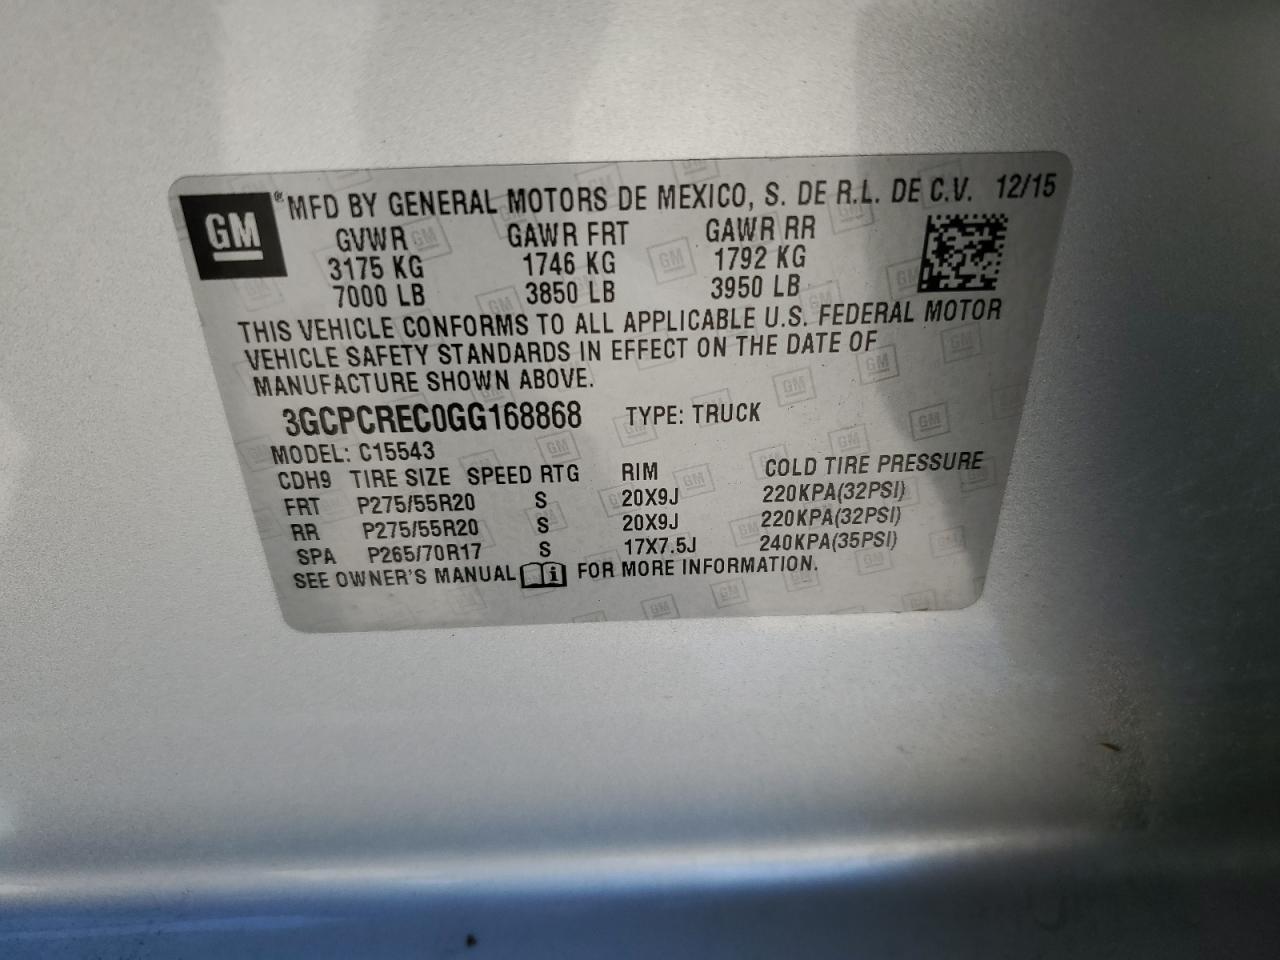 GM ® MFD BY GENERAL MOTORS DE MEXICO, S. DE R.L. DE C.V. 12/15
GVWR GAWR FRT GAWR RR
3175 KG 1746 KG 1792 KG
7000 LB 3850 LB 3950 LB
THIS VEHICLE CONFORMS TO ALL APPLICABLE U.S. FEDERAL MOTOR
VEHICLE SAFETY STANDARDS IN EFFECT ON THE DATE OF
MANUFACTURE SHOWN ABOVE.
3GCPCREC0GG168868 TYPE: TRUCK
MODEL: C15543
CDH9 TIRE SIZE SPEED RTG RIM COLD TIRE PRESSURE
FRT P275/55R20 S 20X9J 220KPA(32PSI)
RR P275/55R20 S 20X9J 220KPA(32PSI)
SPA P265/70R17 S 17X7.5J 240KPA(35PSI)
SEE OWNER'S MANUAL FOR MORE INFORMATION.